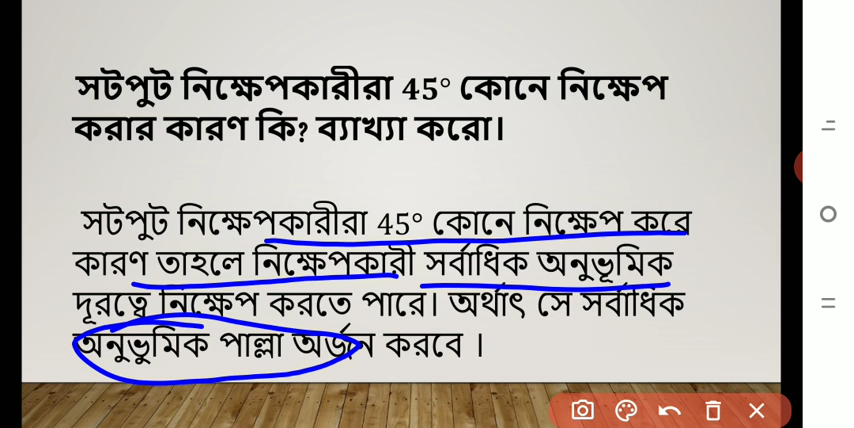 সটপুট নিক্ষেপকারীরা 45° কোনে নিক্ষেপ
করার কারণ কি? ব্যাখ্যা করো।
সটপুট নিক্ষেপকারীরা 45° কোনে নিক্ষেপ করে
কারণ তাহলে নিক্ষেপকারী সর্বাধিক অনুভূমিক
দূরত্বে নিক্ষেপ করতে পারে। অর্থাৎ সে সর্বাধিক
অনুভুমিক পাল্লা অর্জন করবে ।